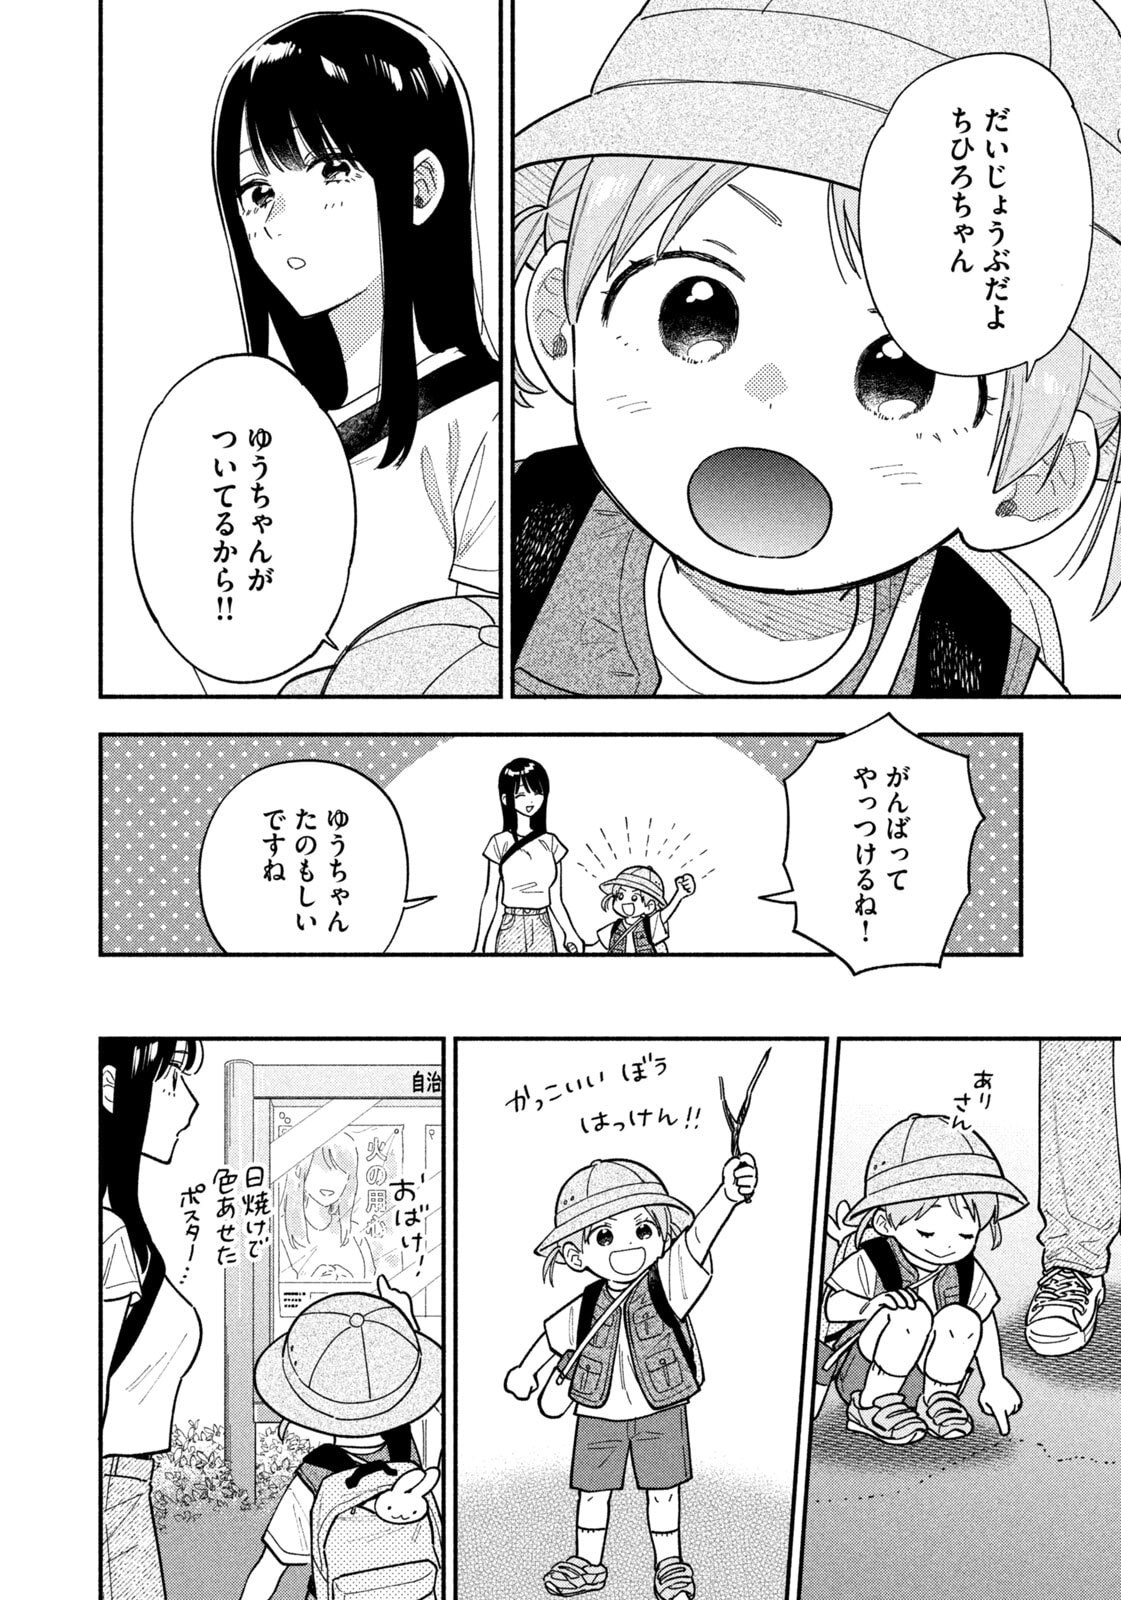 だいじょうぶだよ
ちひろちゃん
ゆうちゃんが
ついてるから!!
がんばって
やっつけるね!
ゆうちゃん
たのもしい
ですね
あり
さん
かっこいいぼう
はっけん!!
自治
火の用心
おばけ!
日焼けで
色あせた
ポスター…